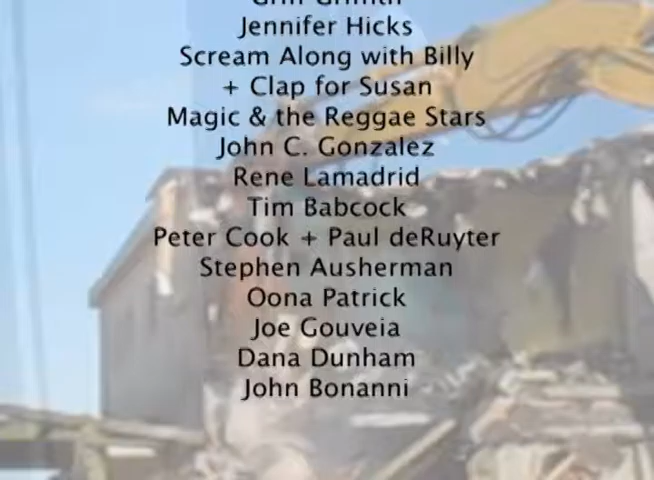 Jennifer Hicks
Scream Along with Billy
+ Clap for Susan
Magic & the Reggae Stars
John C. Gonzalez
Rene Lamadrid
Tim Babcock
Peter Cook + Paul deRuyter
Stephen Ausherman
Oona Patrick
Joe Gouveia
Dana Dunham
John Bonanni